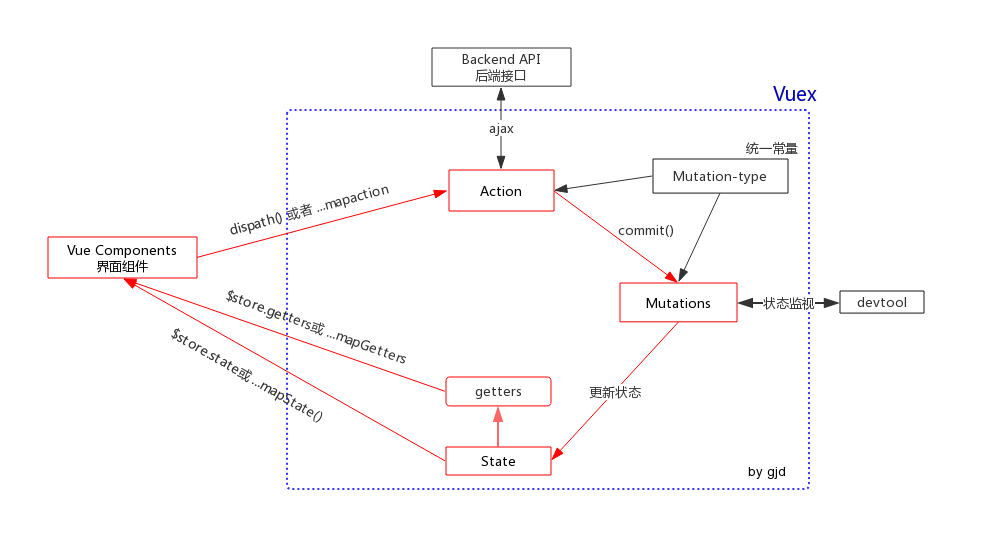 Backend API
后端接口
Vuex
ajax
统一常量
Mutation-type
Action
dispath() 或者 ...mapaction
commit()
Vue Components
界面组件
Mutations
状态监视
devtool
$store.getters或 ...mapGetters
$store.state或 ...mapState()
getters
更新状态
State
by gjd